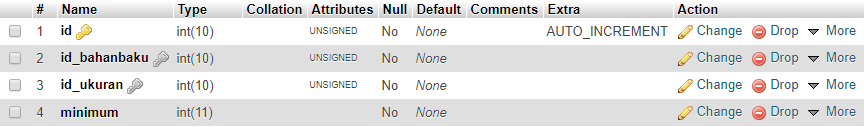 # Name Type Collation Attributes Null Default Comments Extra Action
1 id int(10) UNSIGNED No None AUTO_INCREMENT Change Drop More
2 id_bahanbaku int(10) UNSIGNED No None Change Drop More
3 id_ukuran int(10) UNSIGNED No None Change Drop More
4 minimum int(11) No None Change Drop More